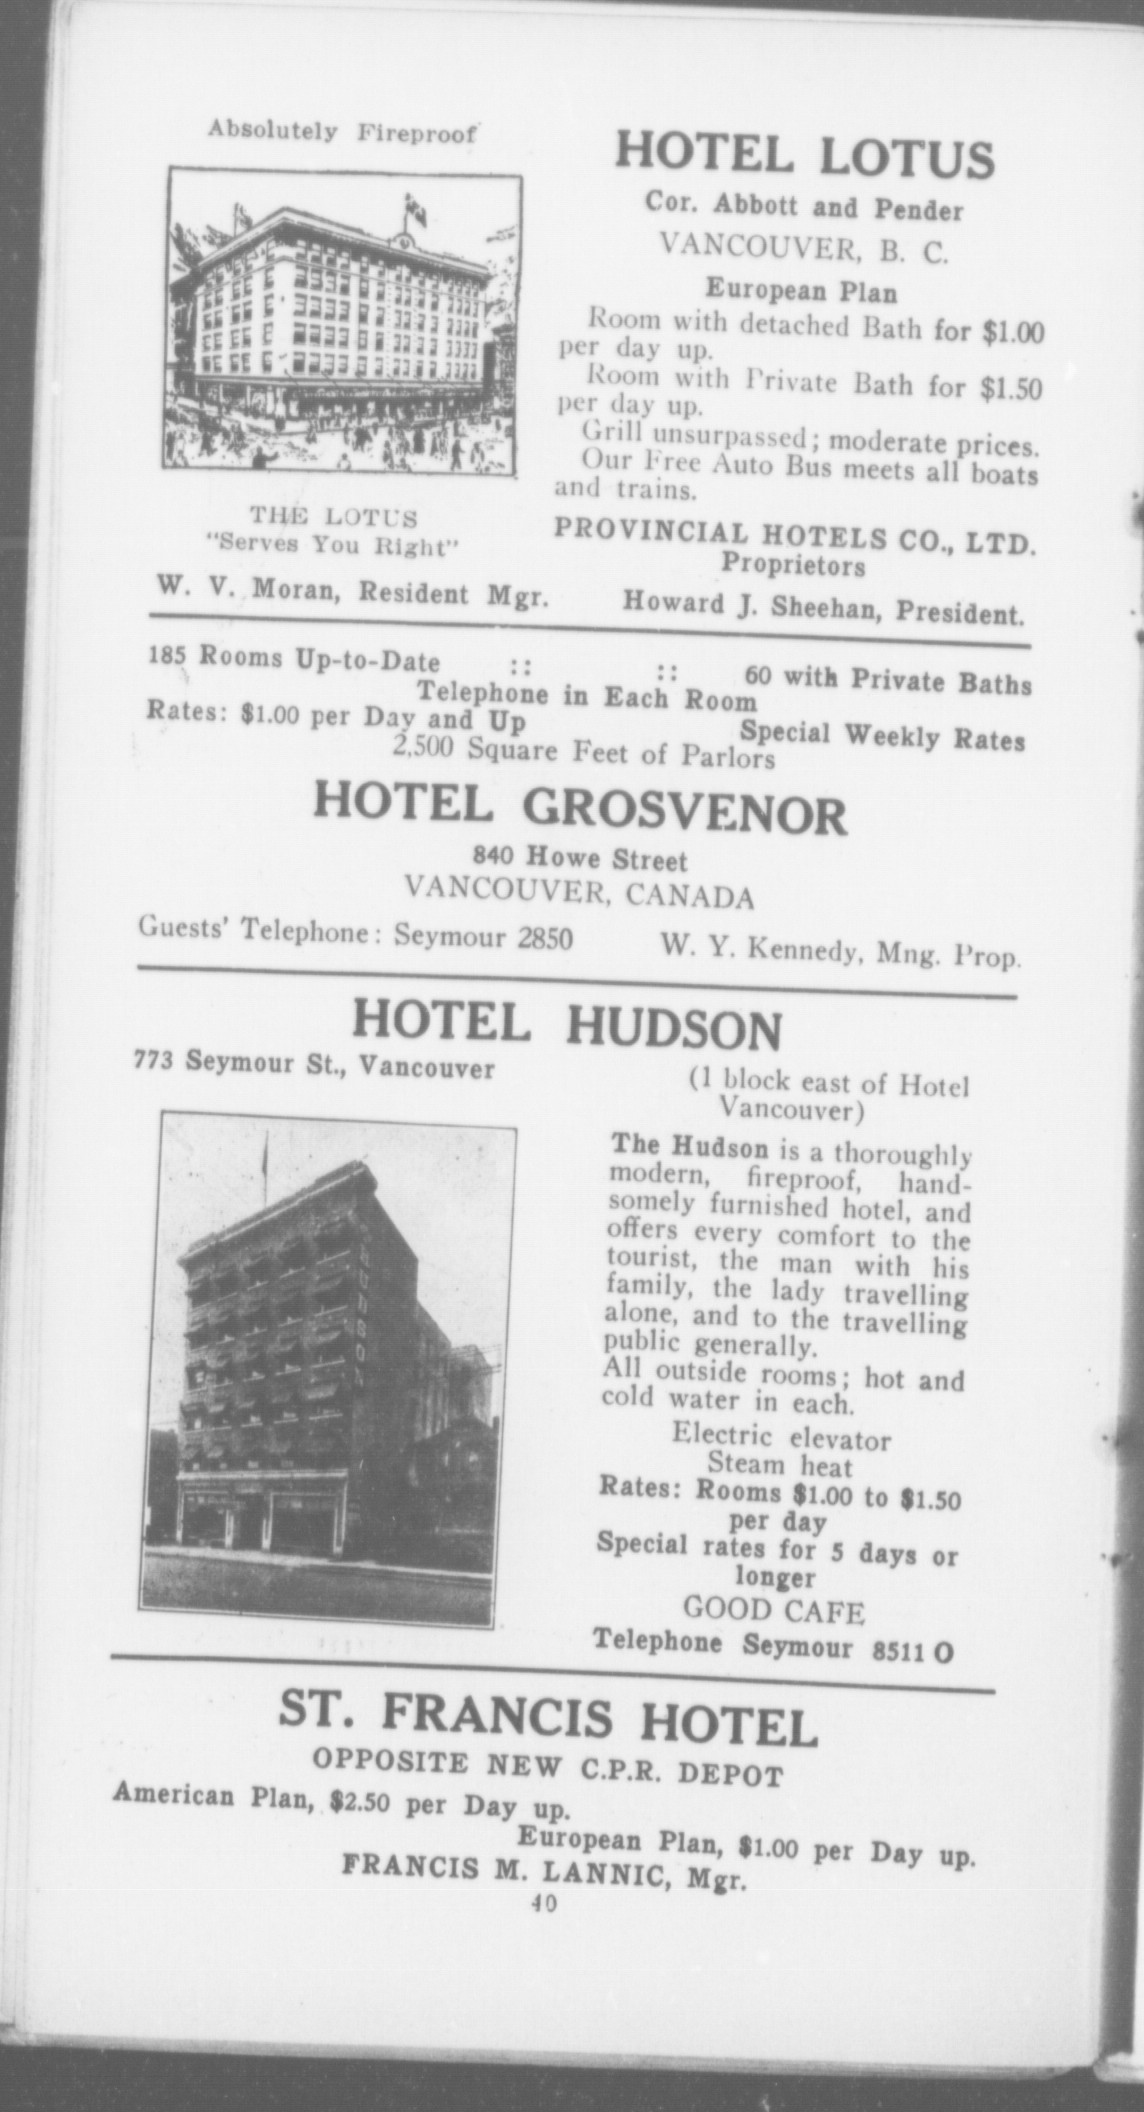 Absolutely Fireproof
HOTEL LOTUS
Cor. Abbott and Pender
VANCOUVER, B. C.
European Plan
Room with detached Bath for $1.00
per day up.
Room with Private Bath for $1.50
per day up.
Grill unsurpassed; moderate prices.
Our Free Auto Bus meets all boats
and trains.
THE LOTUS
"Serves You Right"
PROVINCIAL HOTELS CO., LTD.
Proprietors
W. V. Moran, Resident Mgr. Howard J. Sheehan, President.
185 Rooms Up-to-Date :: :: 60 with Private Baths
Telephone in Each Room
Rates: $1.00 per Day and Up Special Weekly Rates
2,500 Square Feet of Parlors
HOTEL GROSVENOR
840 Howe Street
VANCOUVER, CANADA
Guests' Telephone: Seymour 2850 W. Y. Kennedy, Mng. Prop.
HOTEL HUDSON
773 Seymour St., Vancouver
(1 block east of Hotel
Vancouver)
HUDSON
The Hudson is a thoroughly
modern, fireproof, hand-
somely furnished hotel, and
offers every comfort to the
tourist, the man with his
family, the lady travelling
alone, and to the travelling
public generally.
All outside rooms; hot and
cold water in each.
Electric elevator
Steam heat
Rates: Rooms $1.00 to $1.50
per day
Special rates for 5 days or
longer
GOOD CAFE
Telephone Seymour 8511 O
ST. FRANCIS HOTEL
OPPOSITE NEW C.P.R. DEPOT
American Plan, $2.50 per Day up.
European Plan, $1.00 per Day up.
FRANCIS M. LANNIC, Mgr.
40